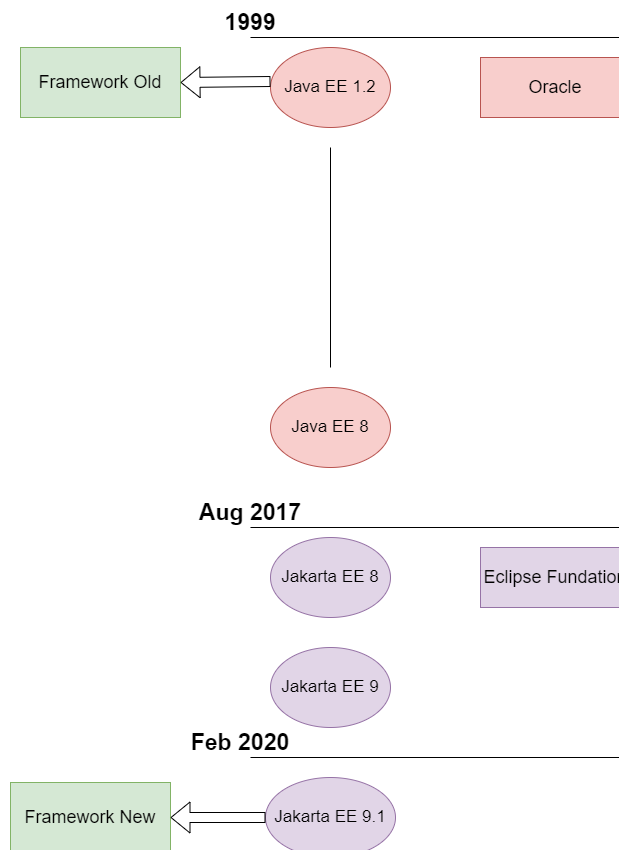 1999
Framework Old
Java EE 1.2
Oracle
Java EE 8
Aug 2017
Jakarta EE 8
Eclipse Fundation
Jakarta EE 9
Feb 2020
Framework New
Jakarta EE 9.1